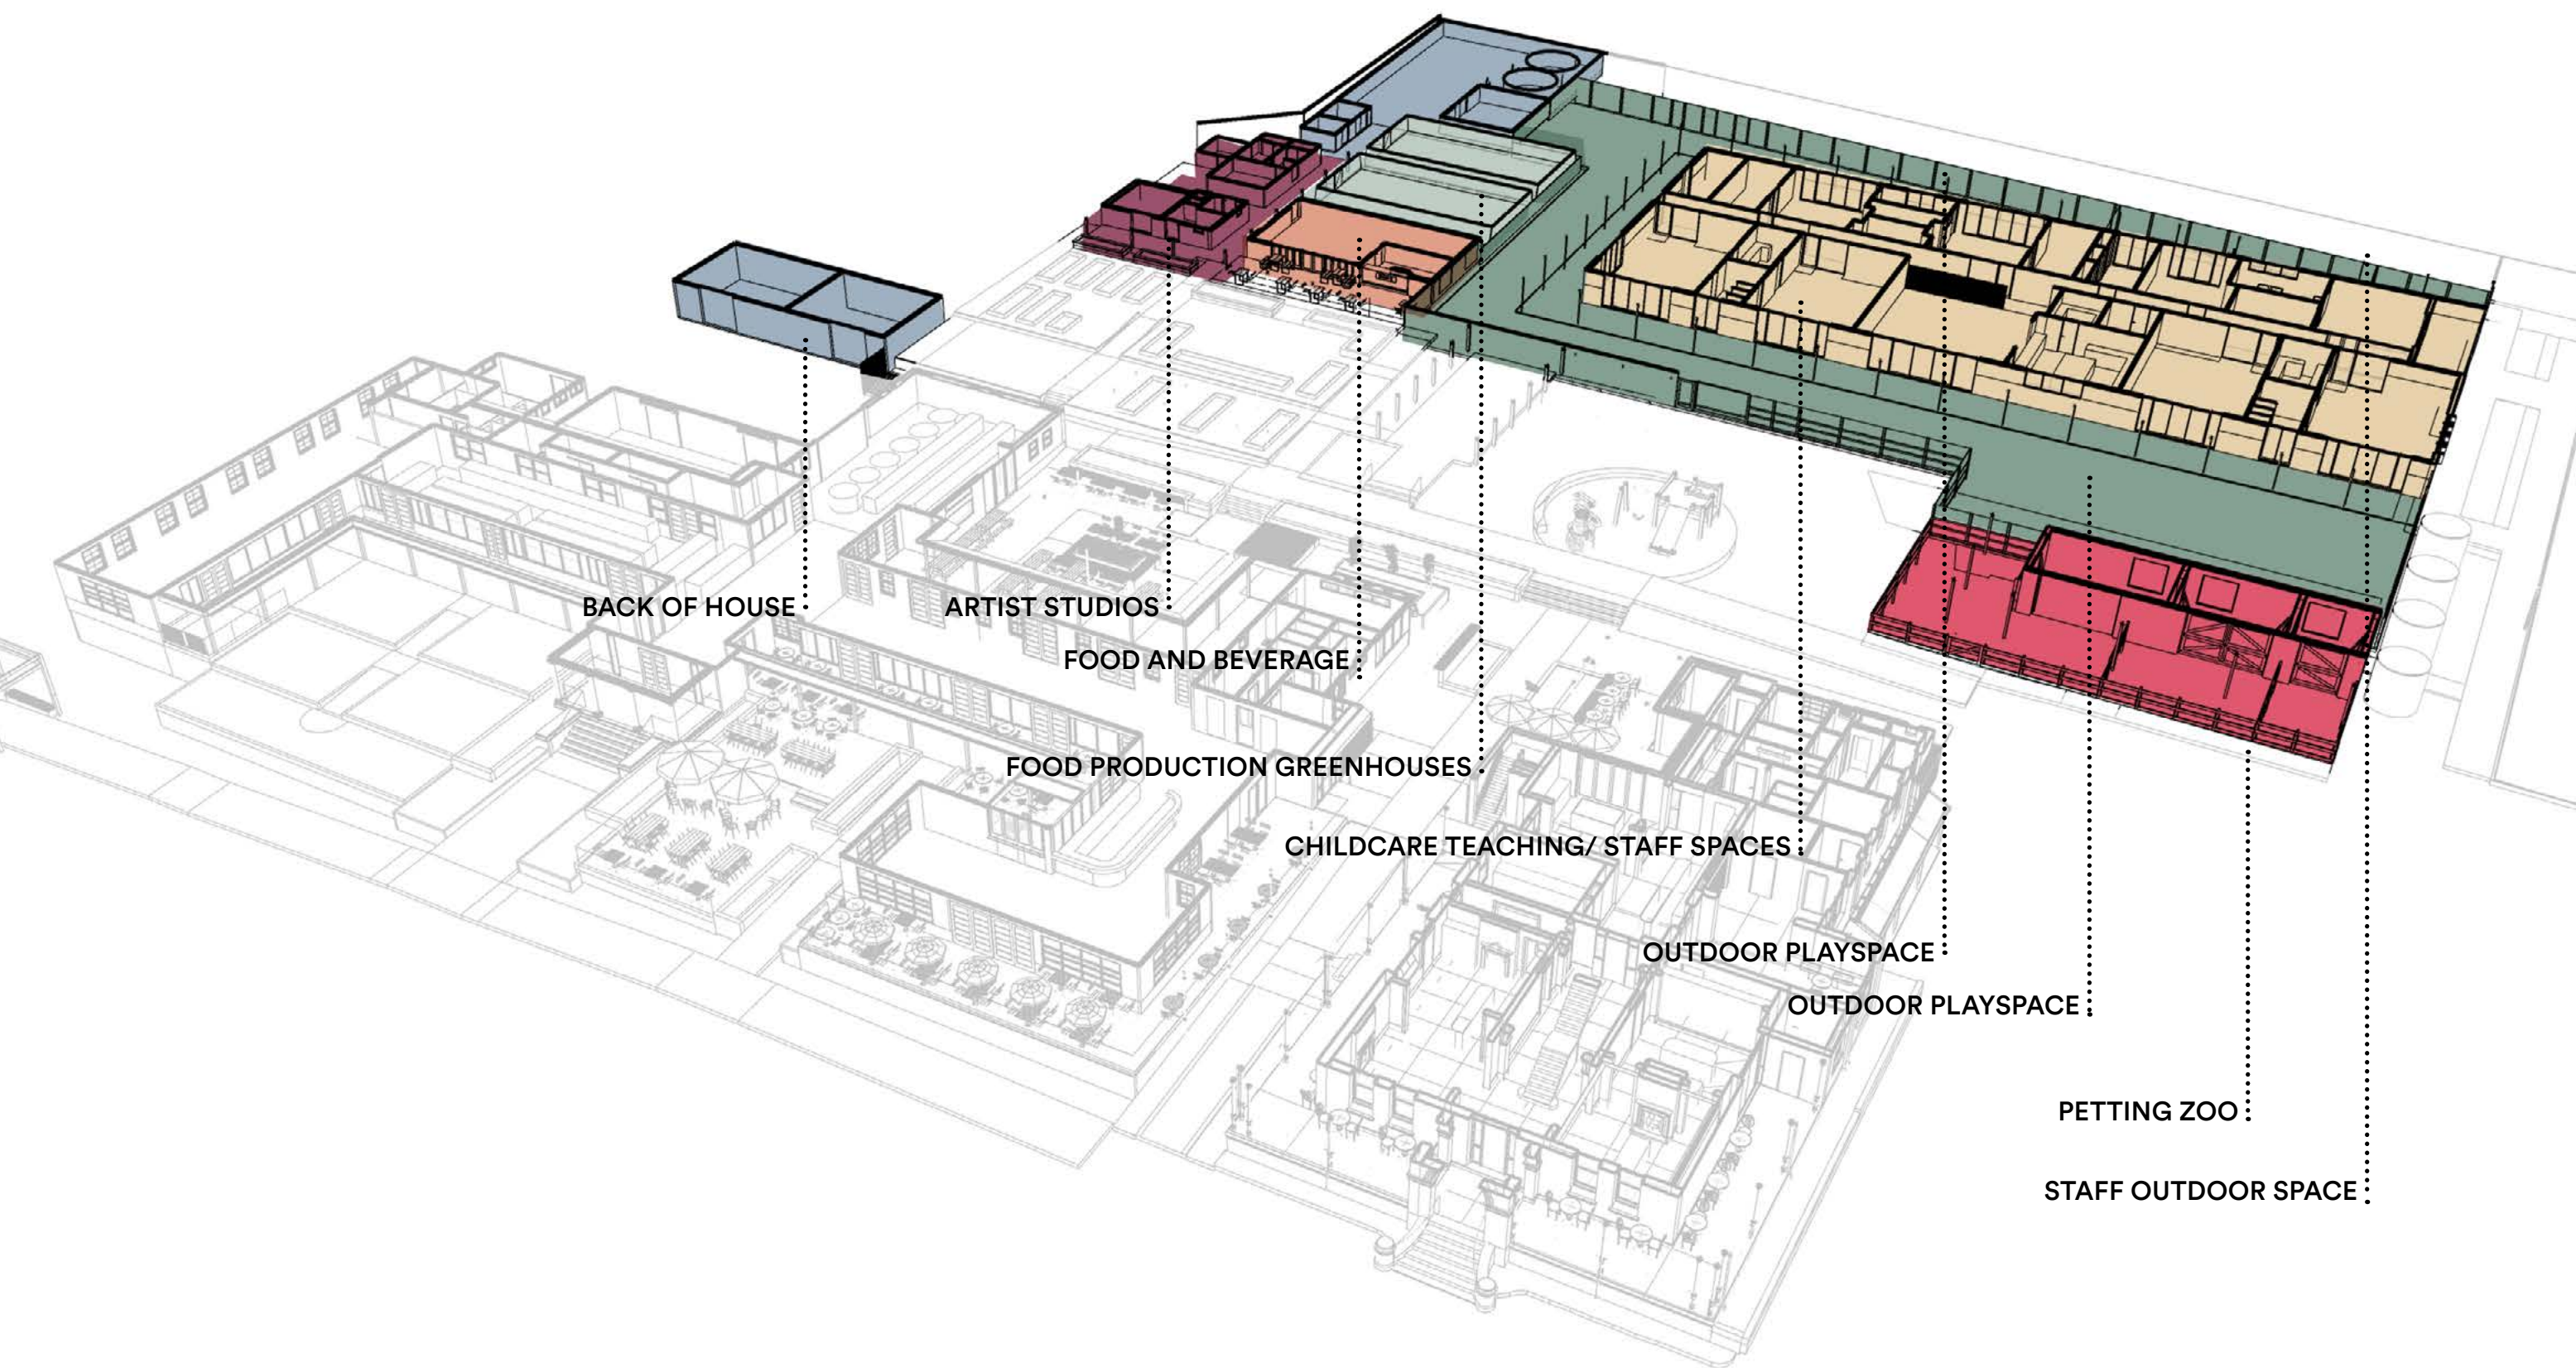 BACK OF HOUSE
ARTIST STUDIOS
FOOD AND BEVERAGE
FOOD PRODUCTION GREENHOUSES
CHILDCARE TEACHING/ STAFF SPACES
OUTDOOR PLAYSPACE
OUTDOOR PLAYSPACE
PETTING ZOO
STAFF OUTDOOR SPACE